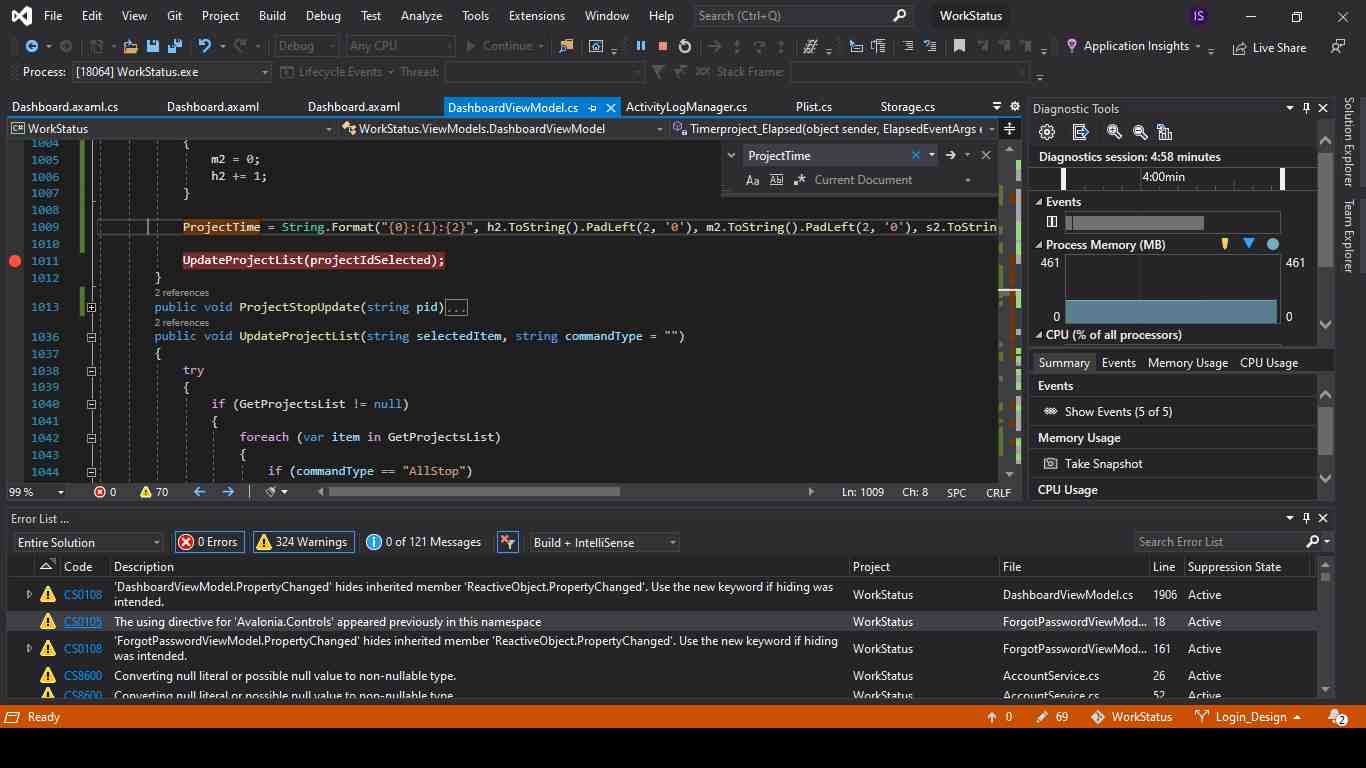 File Edit View Git Project Build Debug Test Analyze Tools Extensions Window Help Search (Ctrl+Q) WorkStatus IS
Debug Any CPU Continue Application Insights Live Share
Process: [18064] WorkStatus.exe Lifecycle Events Thread: Stack Frame:
Dashboard.axaml.cs Dashboard.axaml Dashboard.axaml DashboardViewModel.cs ActivityLogManager.cs Plist.cs Storage.cs
WorkStatus WorkStatus.ViewModels.DashboardViewModel Timerproject_Elapsed(object sender, ElapsedEventArgs e
ProjectTime
Aa Ab Current Document
1004 {
1005 m2 = 0;
1006 h2 += 1;
1007 }
1008
1009 ProjectTime = String.Format("{0}:{1}:{2}", h2.ToString().PadLeft(2, '0'), m2.ToString().PadLeft(2, '0'), s2.ToStrin
1010
1011 UpdateProjectList(projectIdSelected);
1012 }
2 references
1013 public void ProjectStopUpdate(string pid)...
2 references
1036 public void UpdateProjectList(string selectedItem, string commandType = "")
1037 {
1038 try
1039 {
1040 if (GetProjectsList != null)
1041 {
1042 foreach (var item in GetProjectsList)
1043 {
1044 if (commandType == "AllStop")
99 % 0 70 Ln: 1009 Ch: 8 SPC CRLF
Diagnostic Tools
Diagnostics session: 4:58 minutes
4:00min
Events
Process Memory (MB)
461 461
0 0
CPU (% of all processors)
Summary Events Memory Usage CPU Usage
Events
Show Events (5 of 5)
Memory Usage
Take Snapshot
CPU Usage
Solution Explorer
Team Explorer
Error List ...
Entire Solution 0 Errors 324 Warnings 0 of 121 Messages Build + IntelliSense Search Error List
Code Description Project File Line Suppression State
CS0108 'DashboardViewModel.PropertyChanged' hides inherited member 'ReactiveObject.PropertyChanged'. Use the new keyword if hiding was WorkStatus DashboardViewModel.cs 1906 Active
intended.
CS0105 The using directive for 'Avalonia.Controls' appeared previously in this namespace WorkStatus ForgotPasswordViewMod... 18 Active
CS0108 'ForgotPasswordViewModel.PropertyChanged' hides inherited member 'ReactiveObject.PropertyChanged'. Use the new keyword if hiding WorkStatus ForgotPasswordViewMod... 161 Active
was intended.
CS8600 Converting null literal or possible null value to non-nullable type. WorkStatus AccountService.cs 26 Active
CS8600 Converting null literal or possible null value to non-nullable type. WorkStatus AccountService.cs 52 Active
Ready 0 69 WorkStatus Login_Design 2